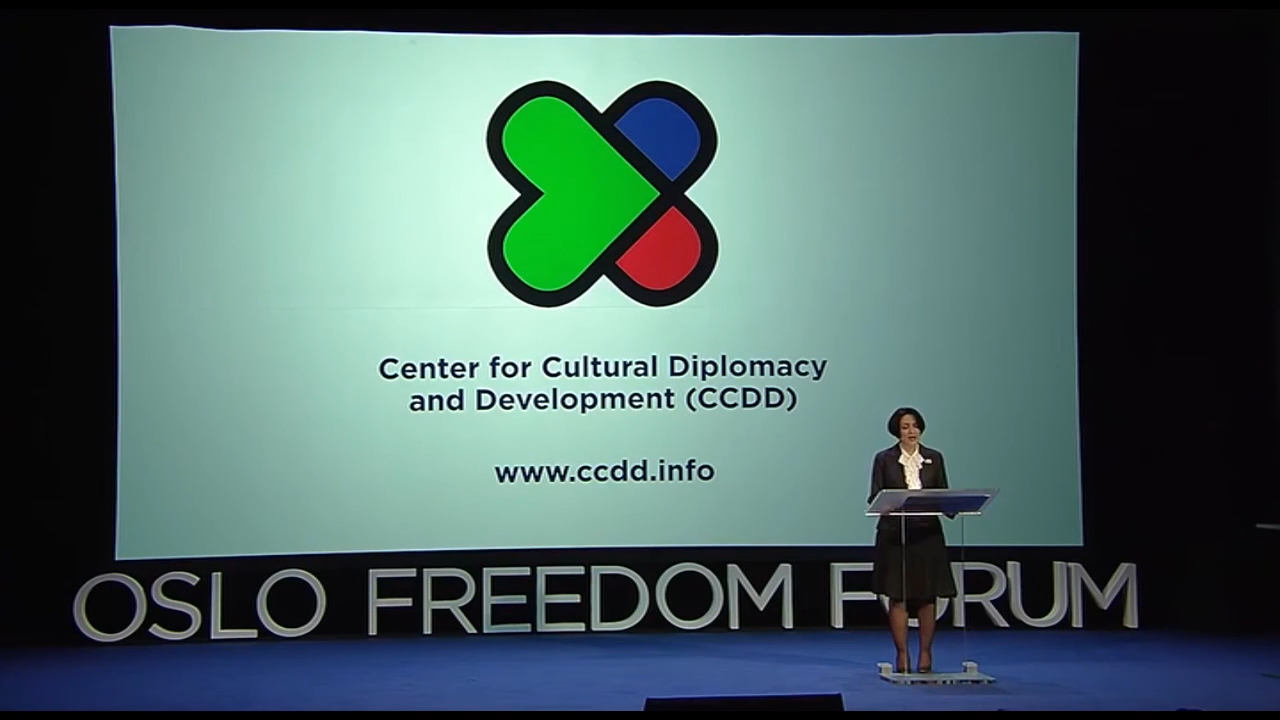 Center for Cultural Diplomacy
and Development (CCDD)
www.ccdd.info
OSLO FREEDOM FORUM